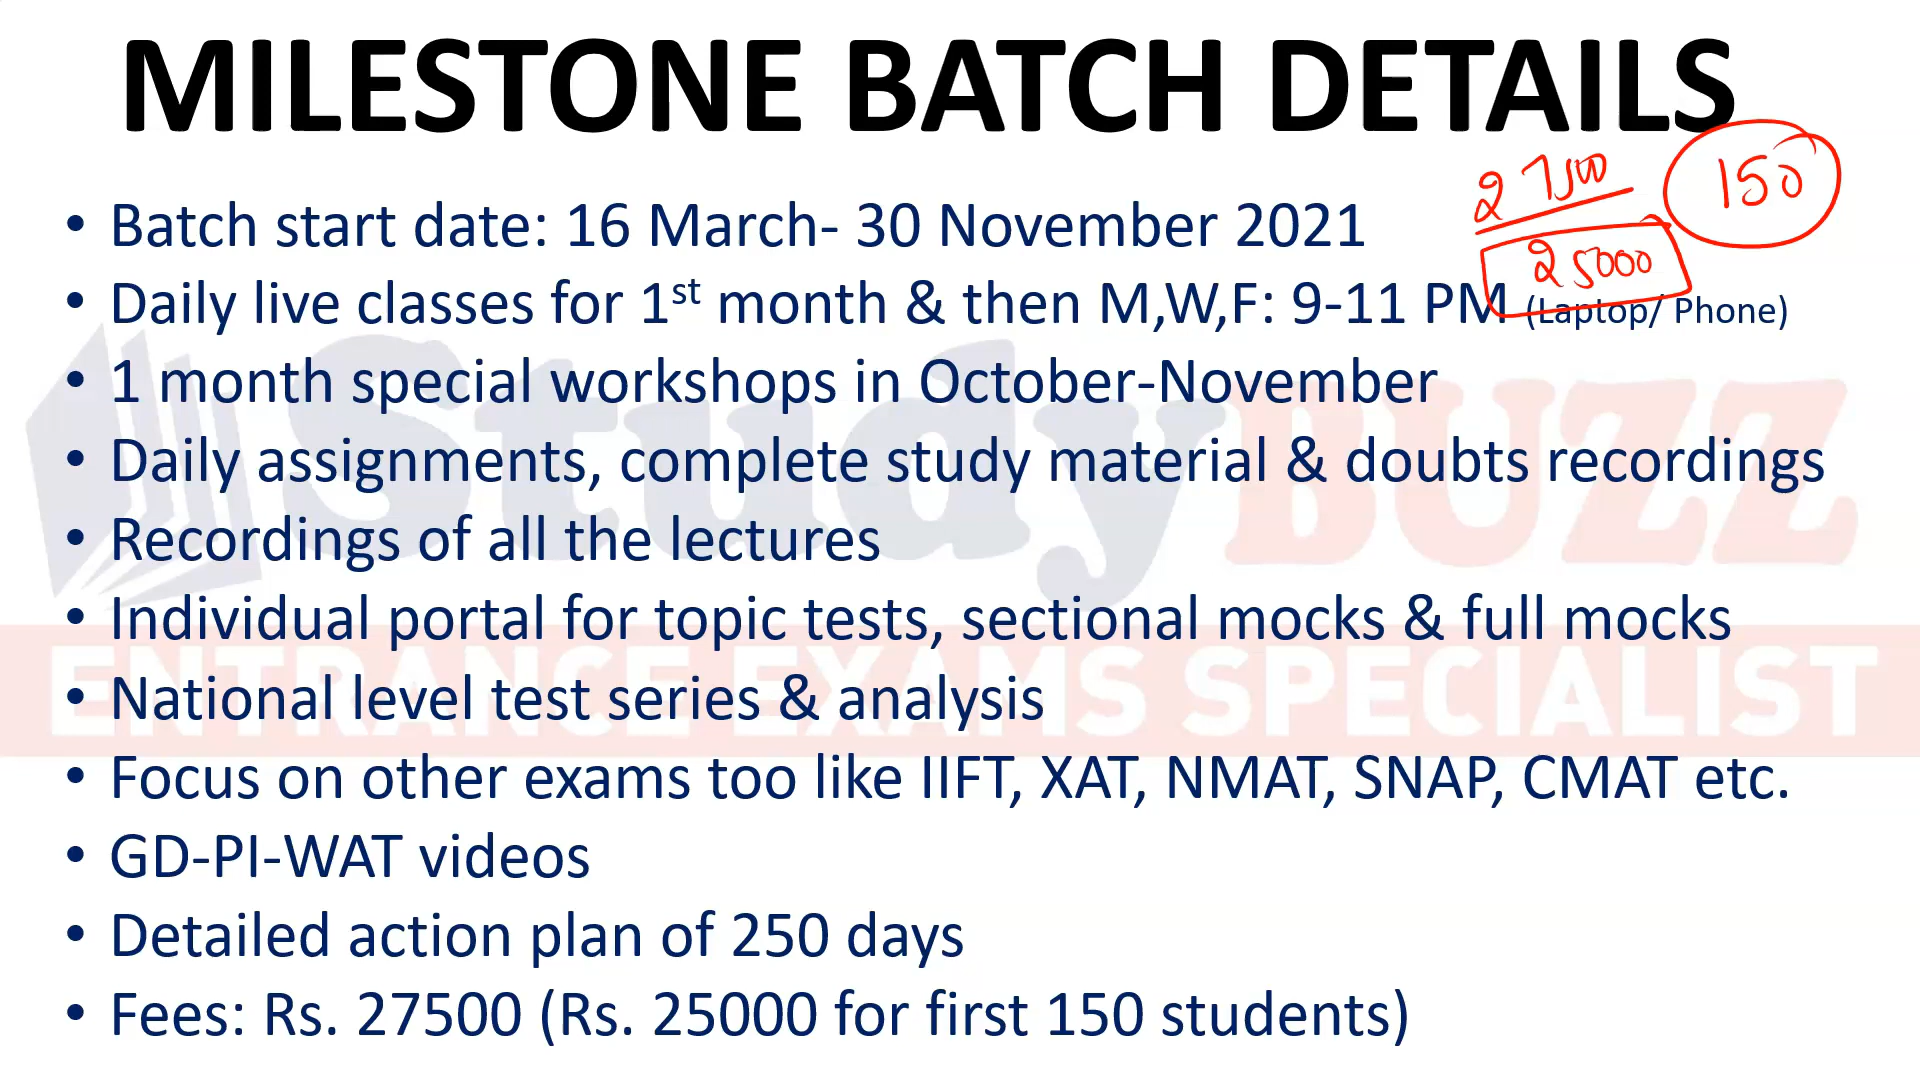 MILESTONE BATCH DETAILS
27500
150
25000
• Batch start date: 16 March- 30 November 2021
• Daily live classes for 1st month & then M,W,F: 9-11 PM (Laptop/ Phone)
• 1 month special workshops in October-November
• Daily assignments, complete study material & doubts recordings
• Recordings of all the lectures
• Individual portal for topic tests, sectional mocks & full mocks
• National level test series & analysis
• Focus on other exams too like IIFT, XAT, NMAT, SNAP, CMAT etc.
• GD-PI-WAT videos
• Detailed action plan of 250 days
• Fees: Rs. 27500 (Rs. 25000 for first 150 students)
StudyBUZZ
ENTRANCE EXAMS SPECIALIST